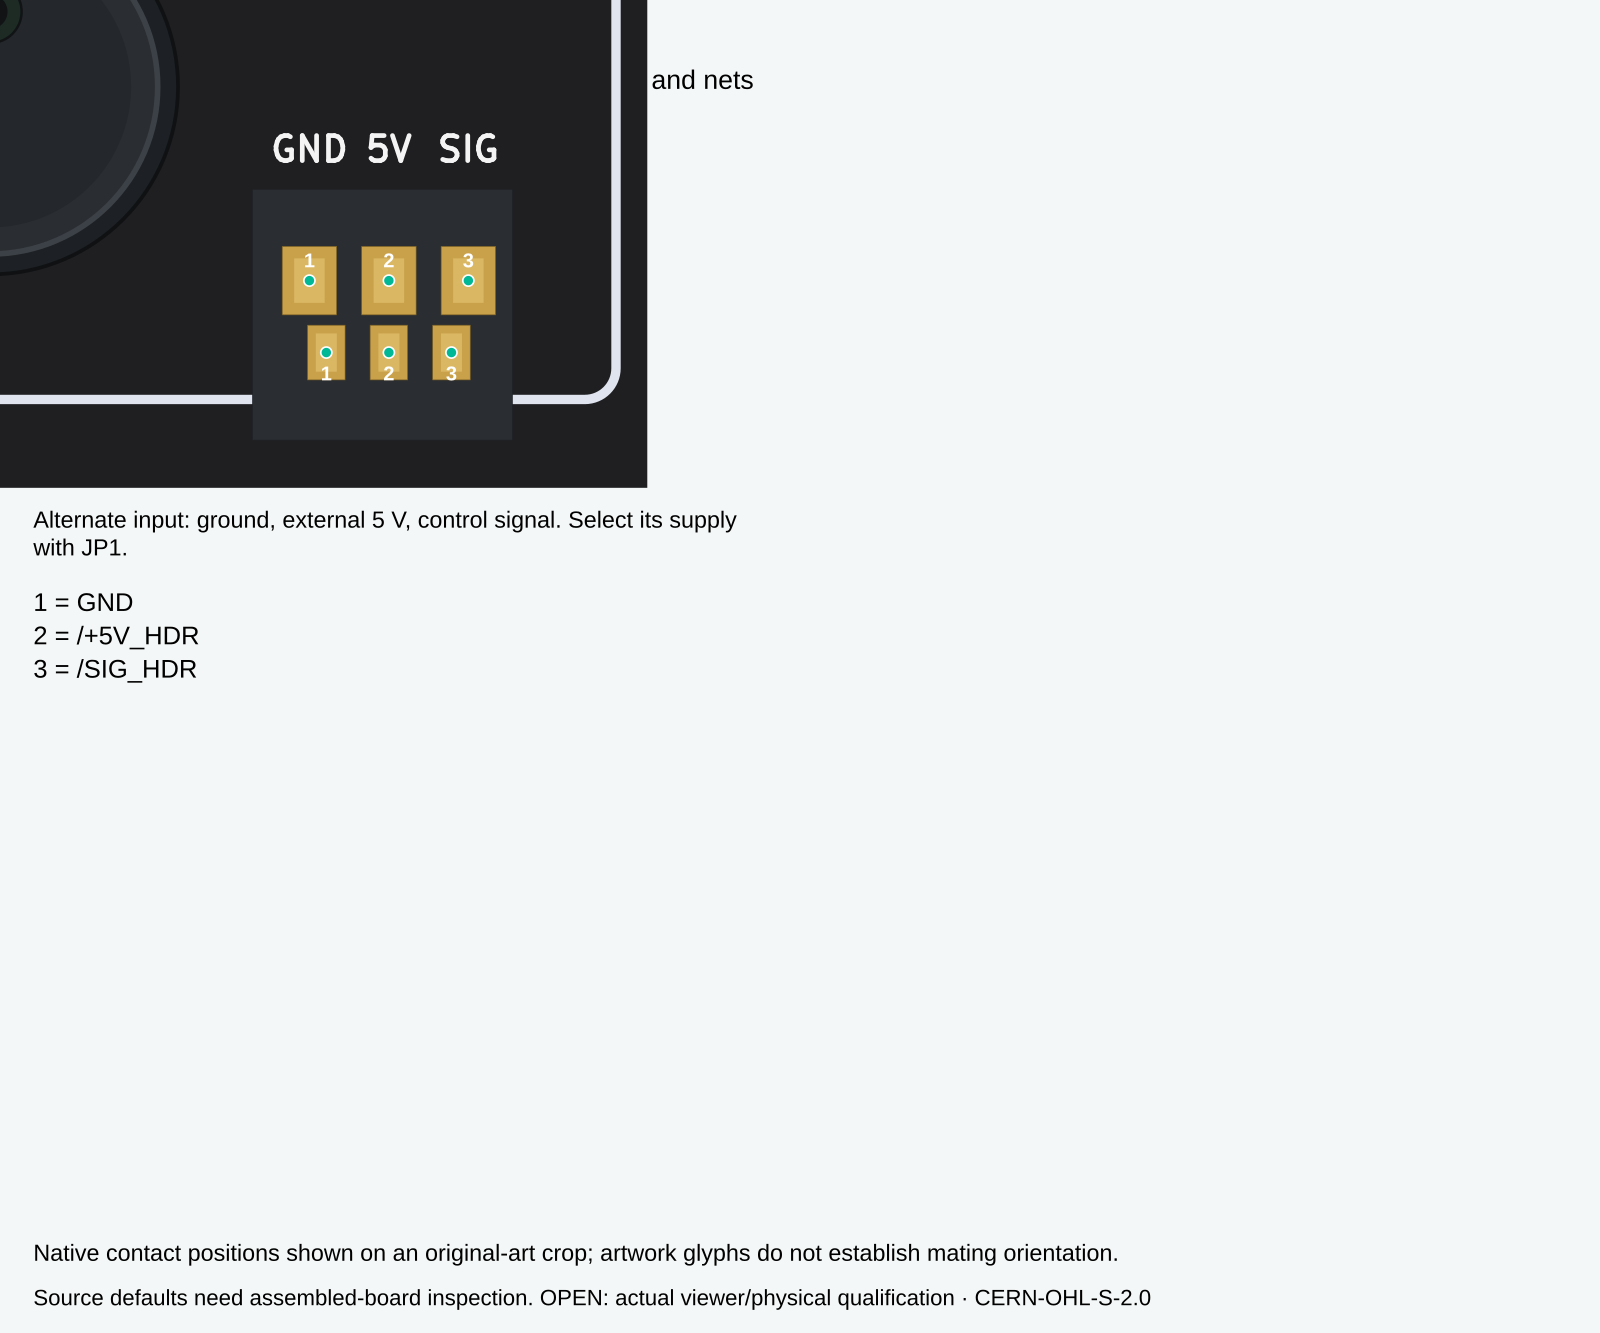 and nets
GND 5V SIG
1 2 3
1 2 3
Alternate input: ground, external 5 V, control signal. Select its supply
with JP1.
1 = GND
2 = /+5V_HDR
3 = /SIG_HDR
Native contact positions shown on an original-art crop; artwork glyphs do not establish mating orientation.
Source defaults need assembled-board inspection. OPEN: actual viewer/physical qualification · CERN-OHL-S-2.0